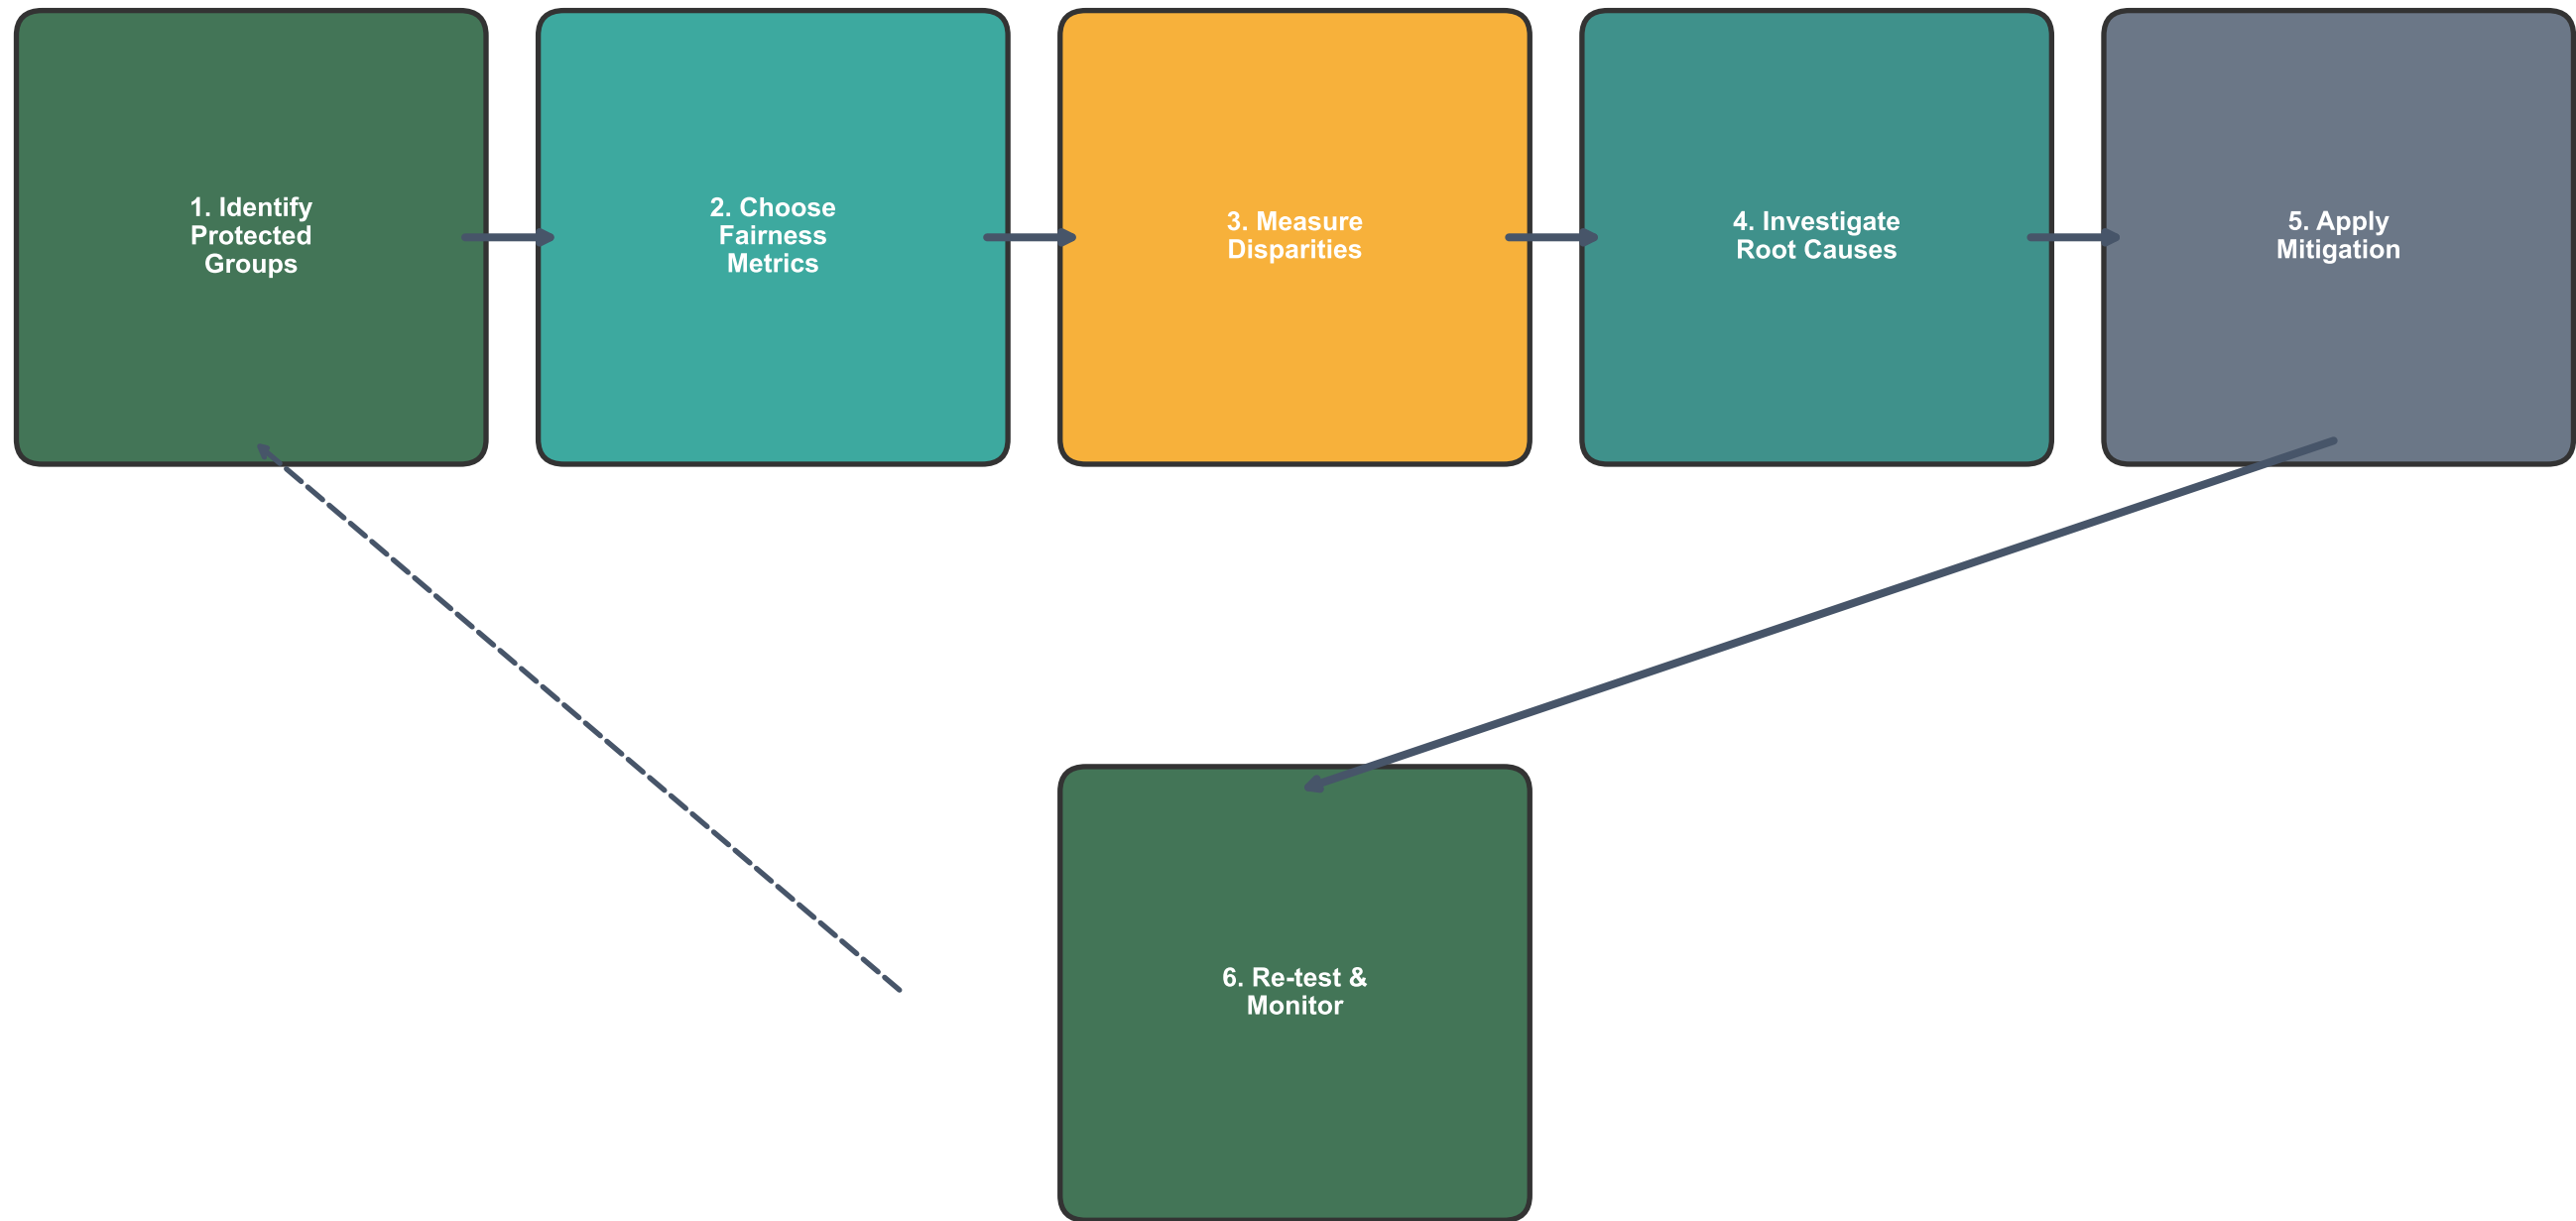 1. Identify
Protected
Groups
2. Choose
Fairness
Metrics
3. Measure
Disparities
4. Investigate
Root Causes
5. Apply
Mitigation
6. Re-test &
Monitor